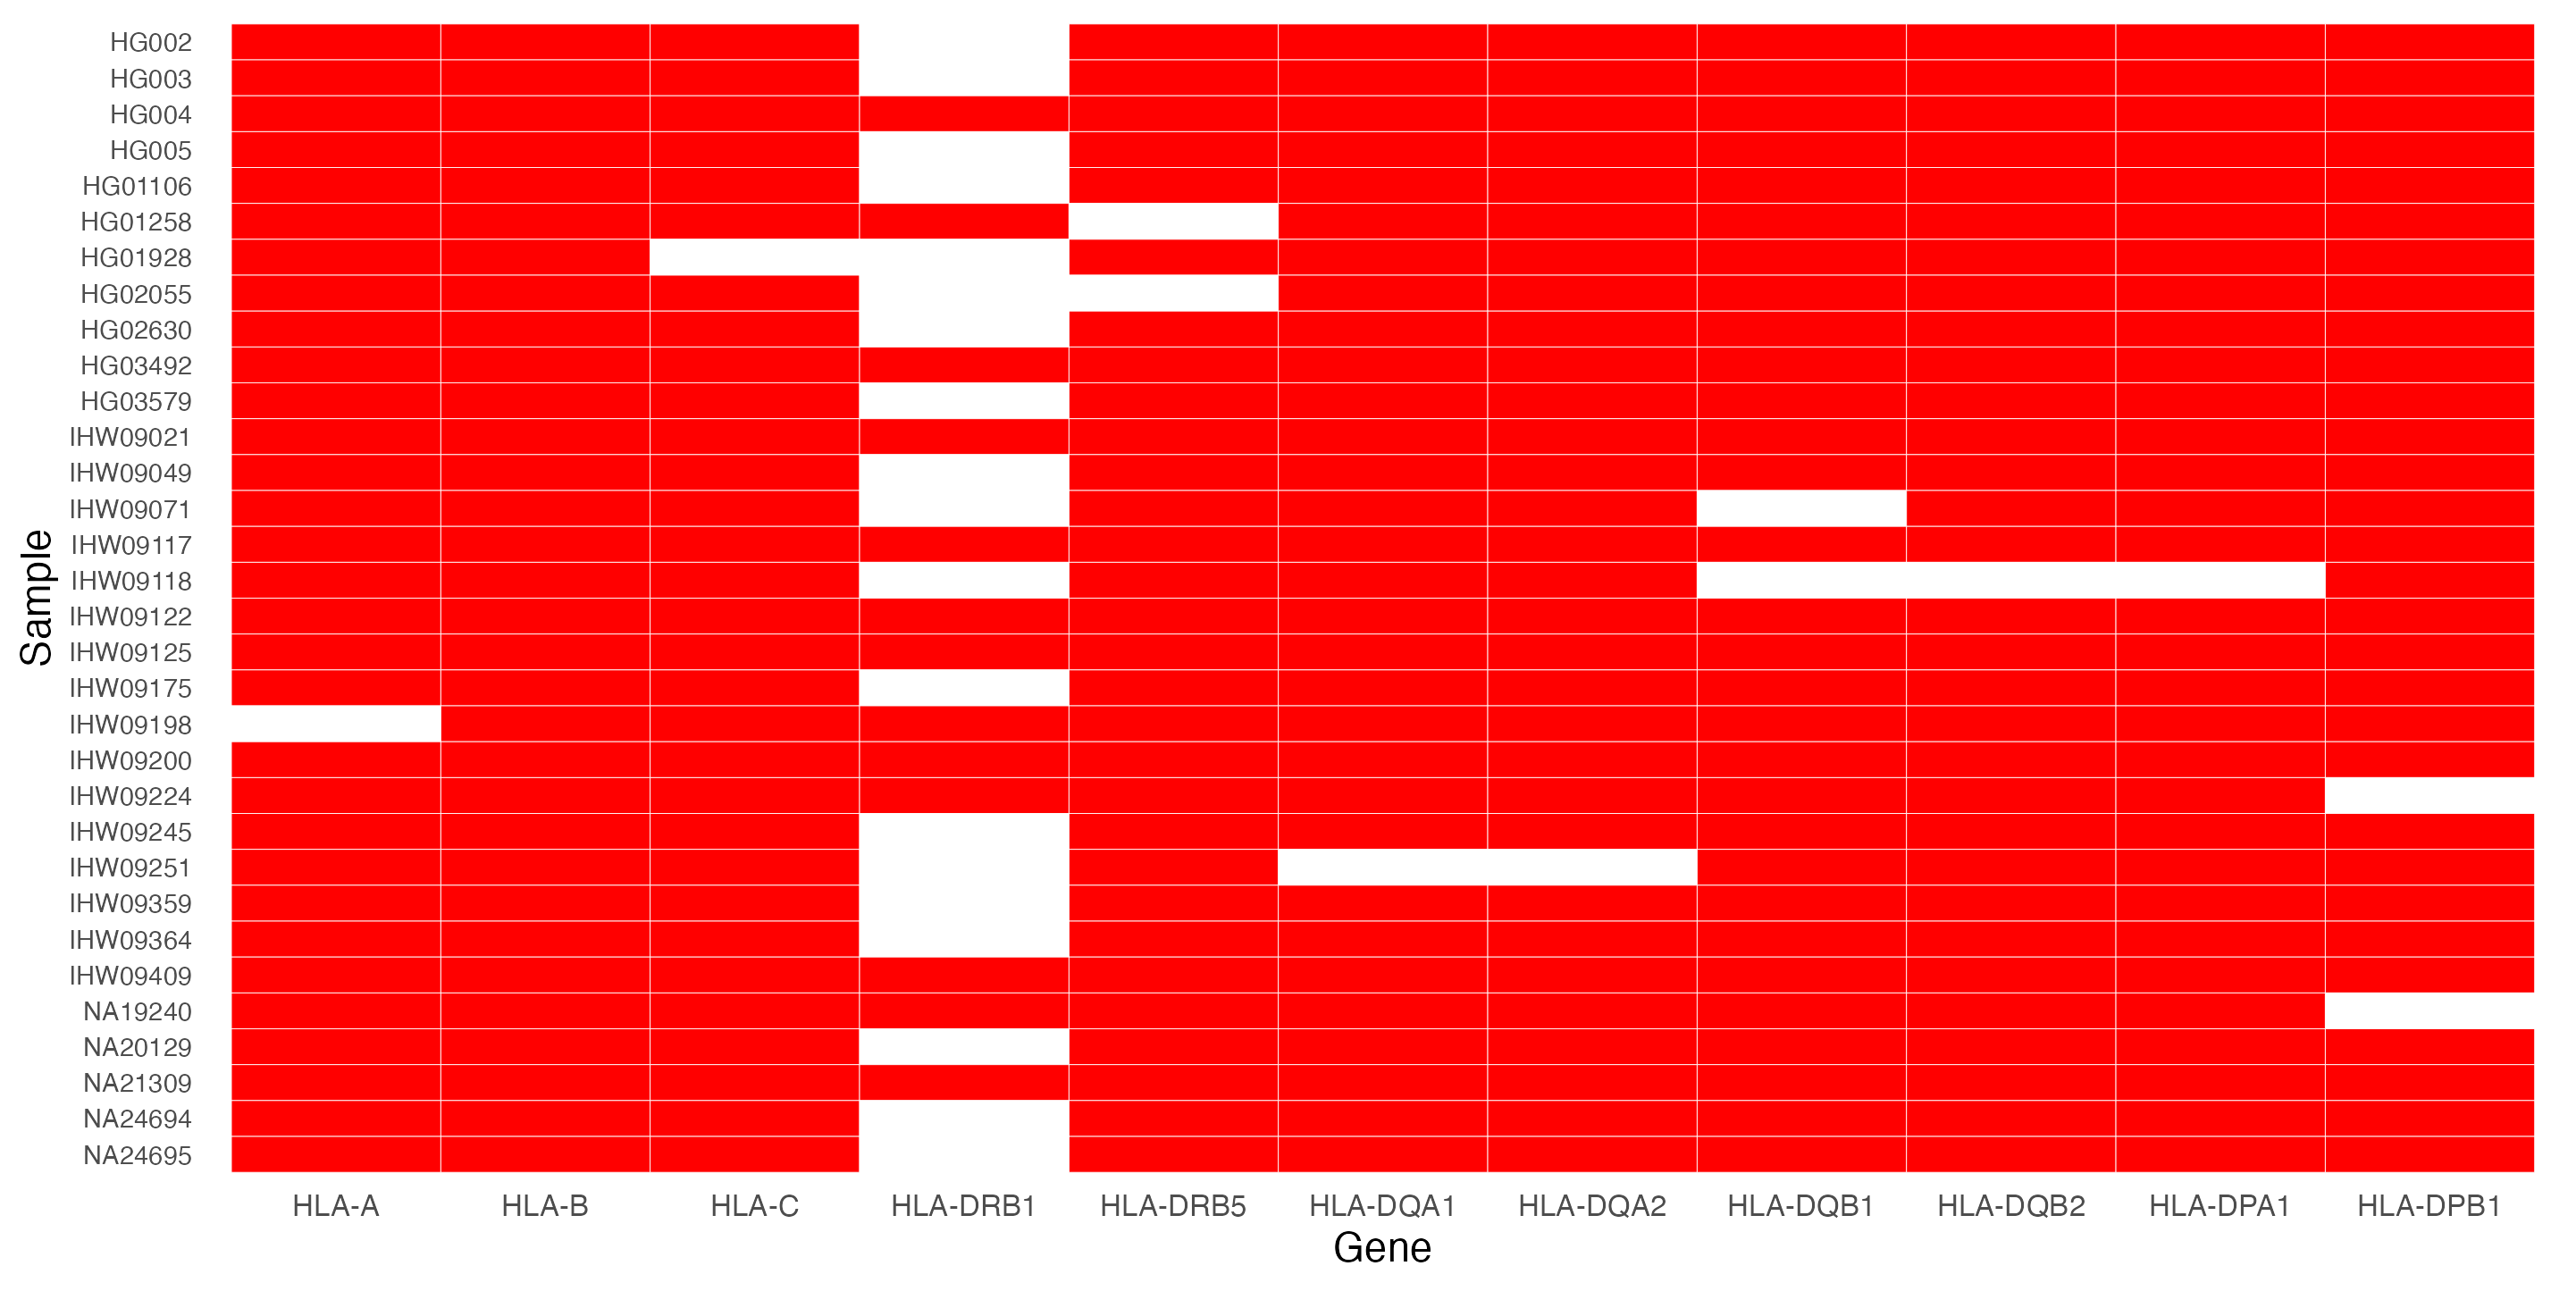 HG002
HG003
HG004
HG005
HG01106
HG01258
HG01928
HG02055
HG02630
HG03492
HG03579
IHW09021
IHW09049
IHW09071
IHW09117
IHW09118
IHW09122
IHW09125
IHW09175
IHW09198
IHW09200
IHW09224
IHW09245
IHW09251
IHW09359
IHW09364
IHW09409
NA19240
NA20129
NA21309
NA24694
NA24695
Sample
HLA-A HLA-B HLA-C HLA-DRB1 HLA-DRB5 HLA-DQA1 HLA-DQA2 HLA-DQB1 HLA-DQB2 HLA-DPA1 HLA-DPB1
Gene